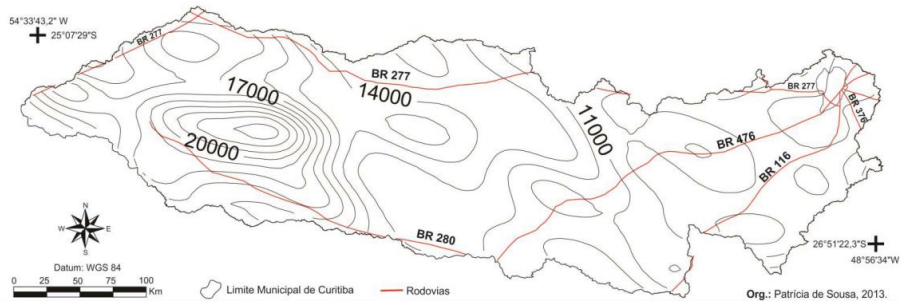 54°33'43,2" W
25°07'29"S
BR 277
17000
BR 277
14000
20000
11000
BR 277
BR 376
BR 476
BR 116
BR 280
N
W E
S
26°51'22,3"S
48°56'34"W
Datum: WGS 84
0 25 50 75 100
Km
Limite Municipal de Curitiba
Rodovias
Org.: Patrícia de Sousa, 2013.